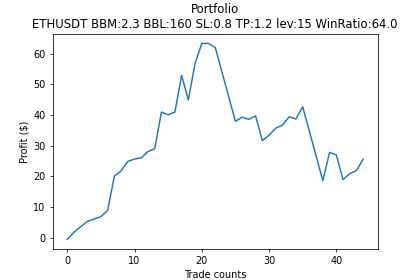 Portfolio
ETHUSDT BBM:2.3 BBL:160 SL:0.8 TP:1.2 lev:15 WinRatio:64.0
Profit ($)
60
50
40
30
20
10
0
0 10 20 30 40
Trade counts